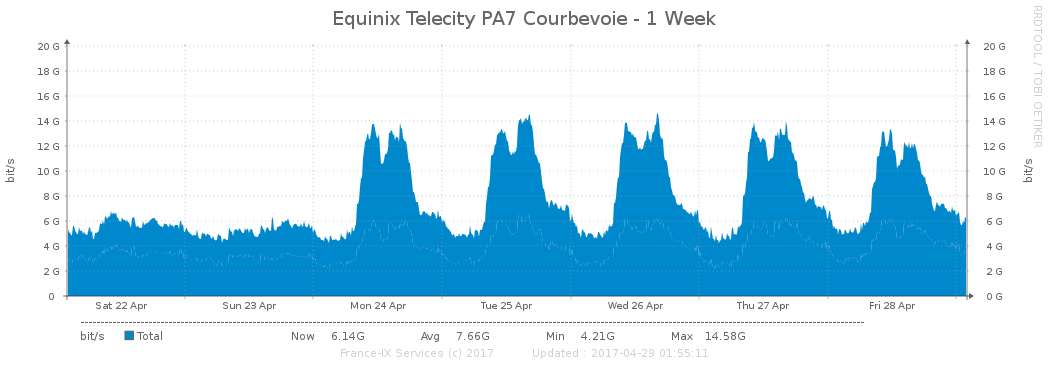 Equinix Telecity PA7 Courbevoie - 1 Week
RRDTOOL / TOBI OETIKER
bit/s
20 G 20 G
18 G 18 G
16 G 16 G
14 G 14 G
12 G 12 G
10 G 10 G
8 G 8 G
6 G 6 G
4 G 4 G
2 G 2 G
0 0 G
bit/s
Sat 22 Apr Sun 23 Apr Mon 24 Apr Tue 25 Apr Wed 26 Apr Thu 27 Apr Fri 28 Apr
bit/s Total Now 6.14G Avg 7.66G Min 4.21G Max 14.58G
France-IX Services (c) 2017 Updated : 2017-04-29 01:55:11